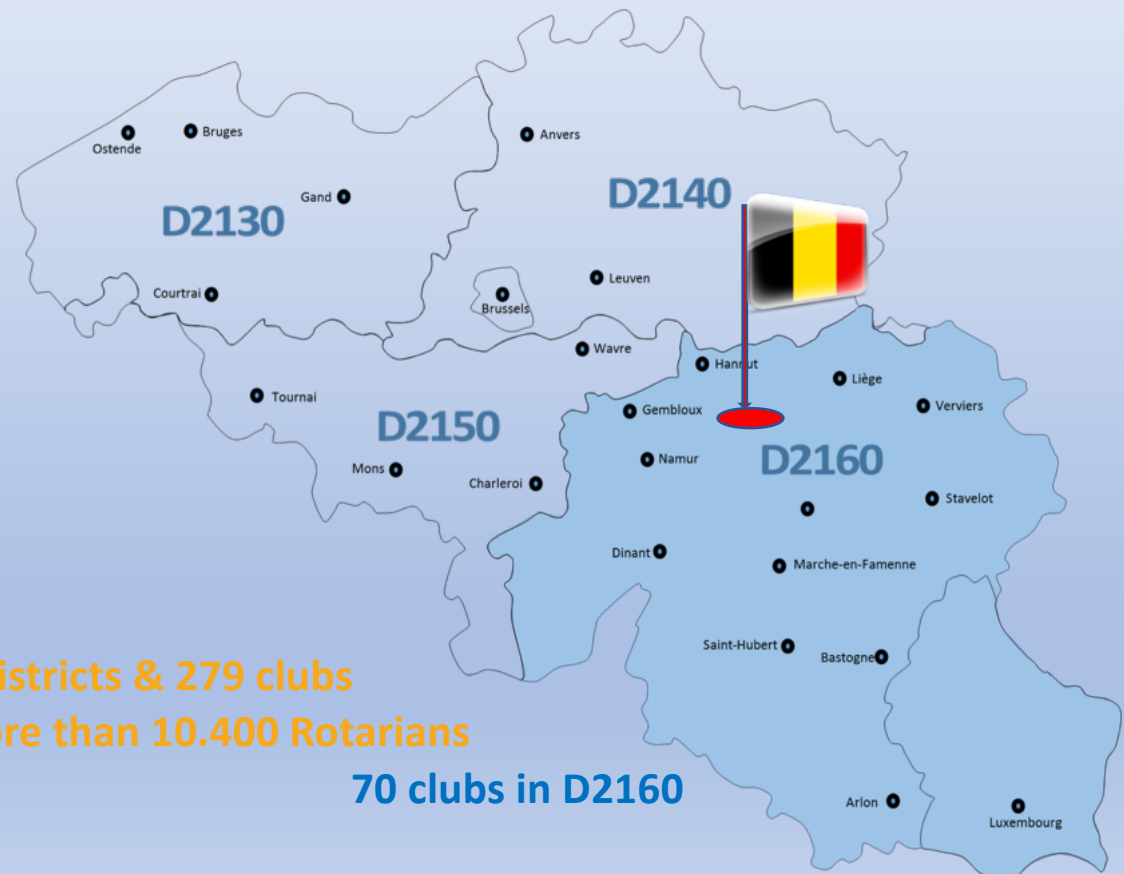 Bruges
Ostende
Anvers
Gand
D2130
D2140
Courtrai
Leuven
Brussels
Wavre
Hannut
Liège
Tournai
Gembloux
Verviers
D2150
D2160
Mons
Namur
Charleroi
Stavelot
Dinant
Marche-en-Famenne
Saint-Hubert
Bastogne
istricts & 279 clubs
re than 10.400 Rotarians
70 clubs in D2160
Arlon
Luxembourg